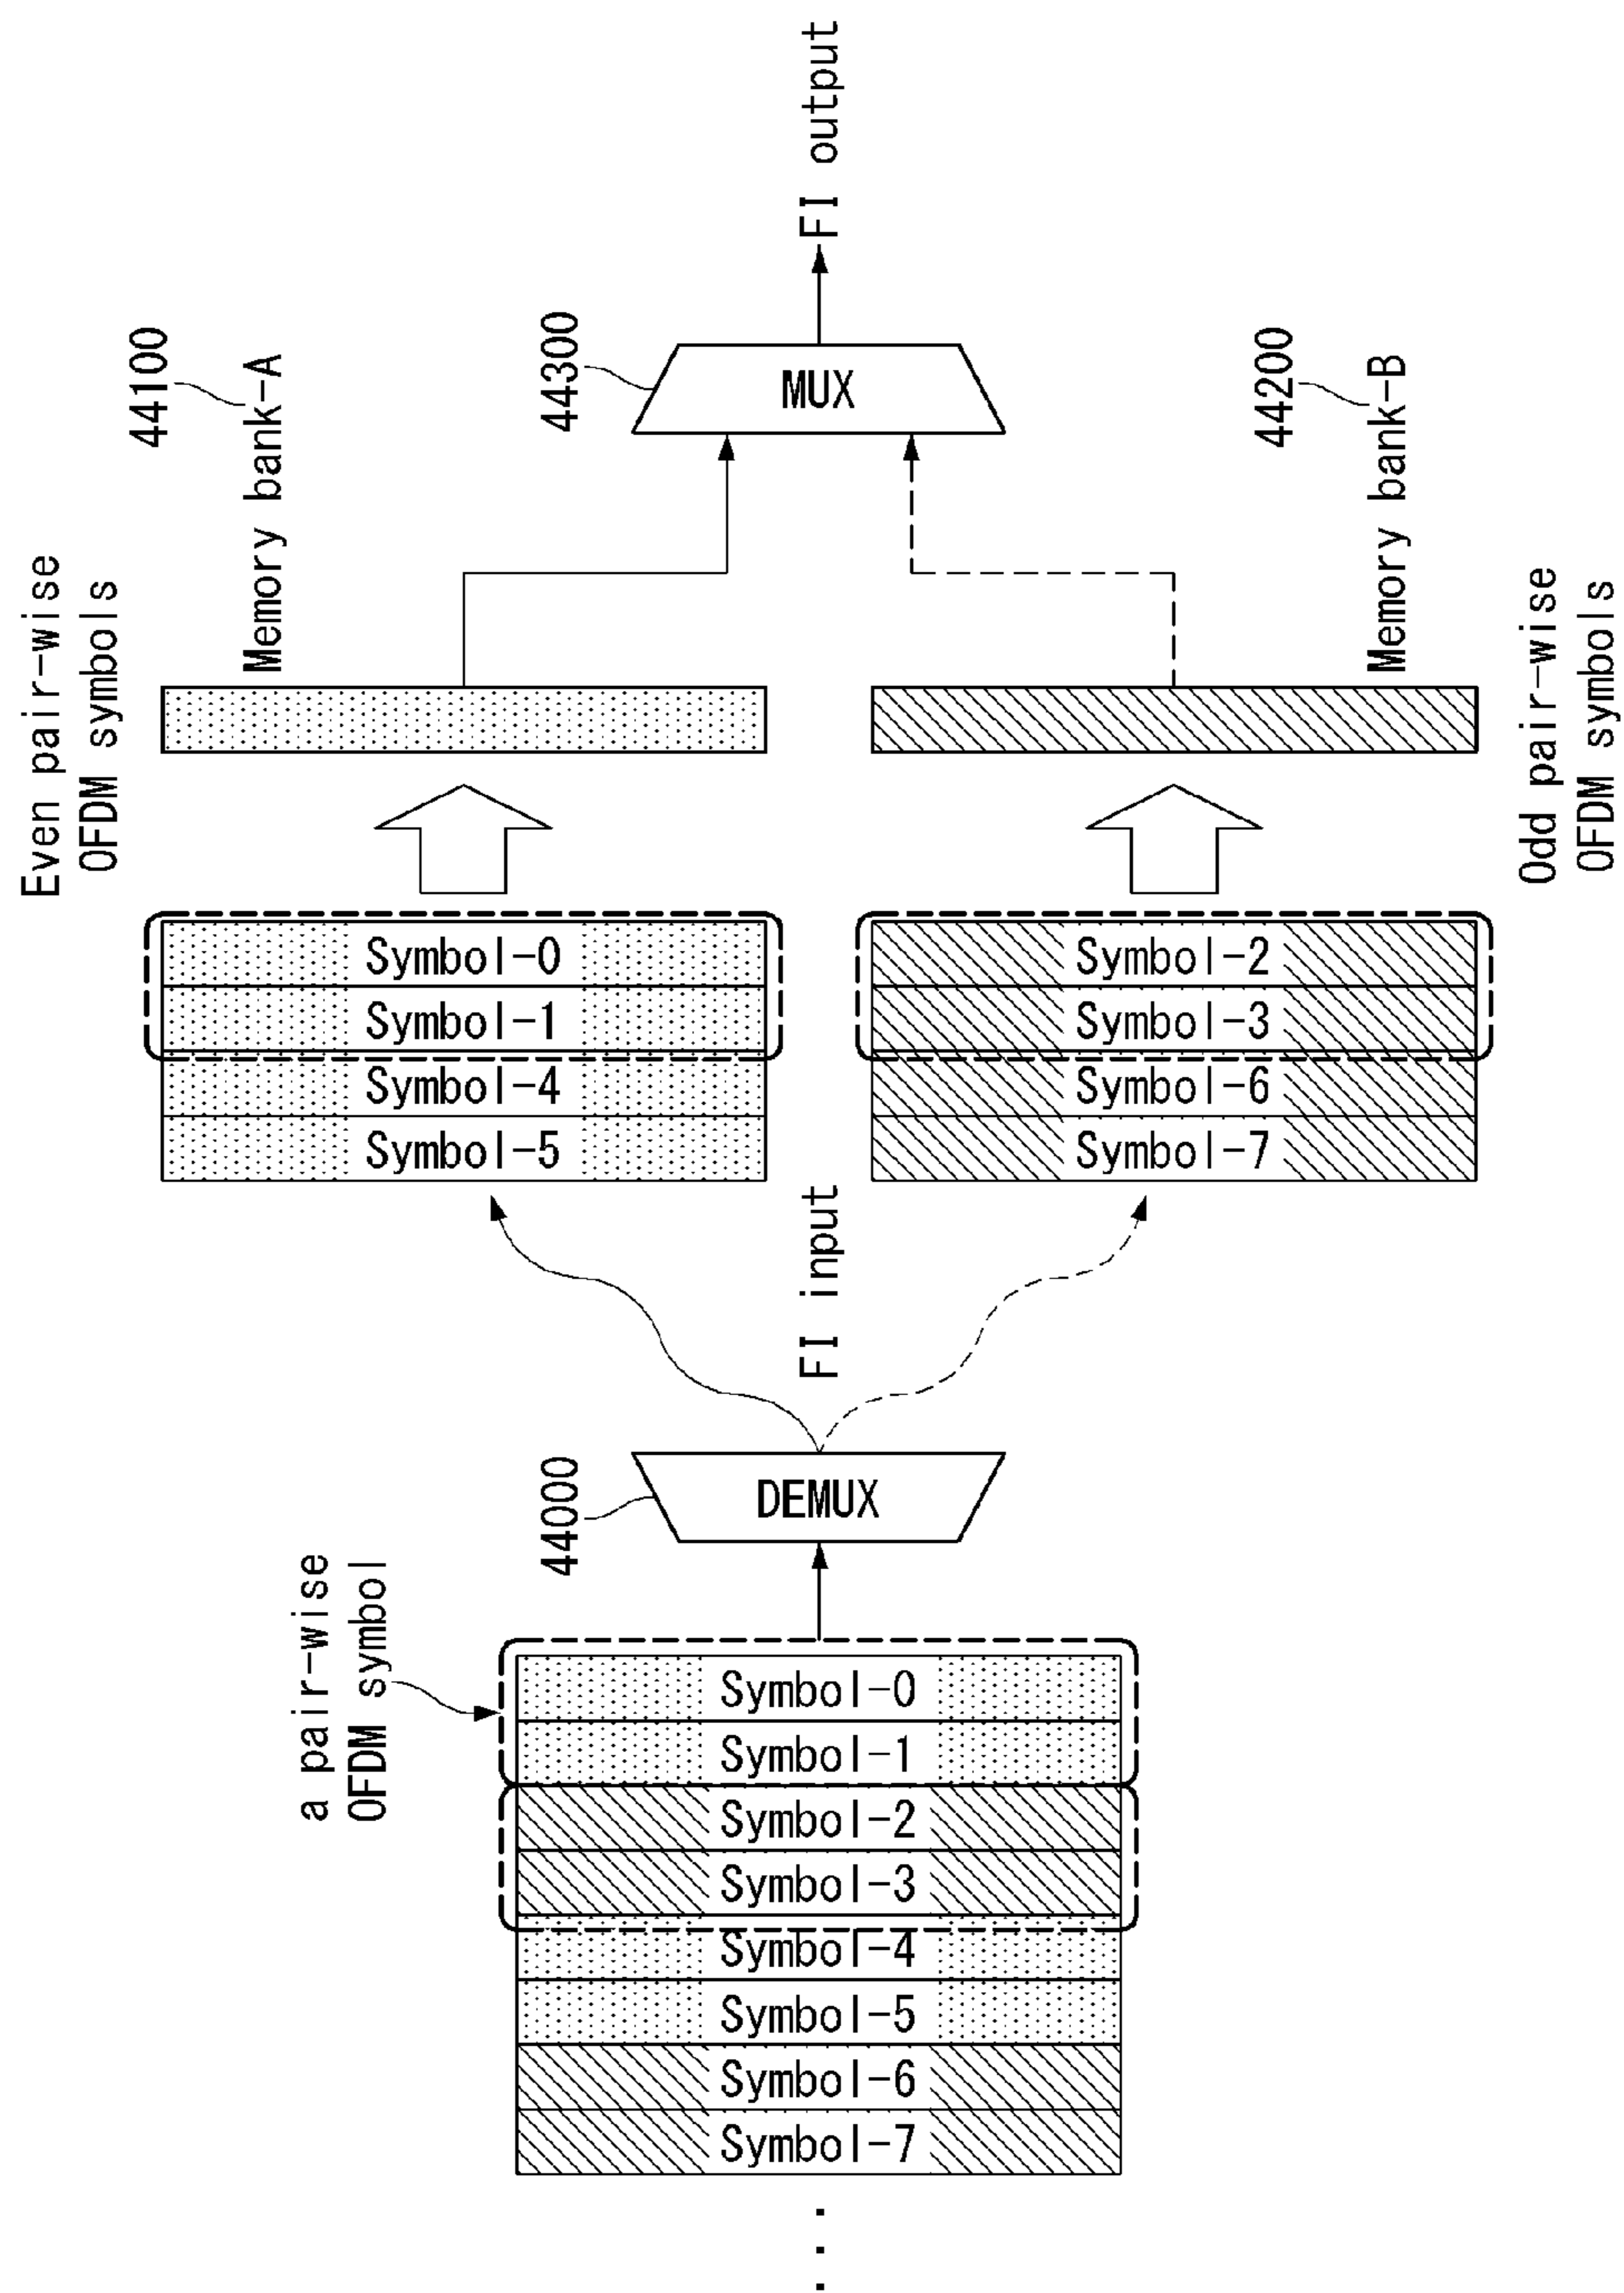 Even pair-wise
OFDM symbols
44100
Memory bank-A
FI output
44300
MUX
44200
Memory bank-B
Odd pair-wise
OFDM symbols
Symbol-0
Symbol-1
Symbol-4
Symbol-5
Symbol-2
Symbol-3
Symbol-6
Symbol-7
FI input
44000
DEMUX
a pair-wise
OFDM symbol
Symbol-0
Symbol-1
Symbol-2
Symbol-3
Symbol-4
Symbol-5
Symbol-6
Symbol-7
. . .